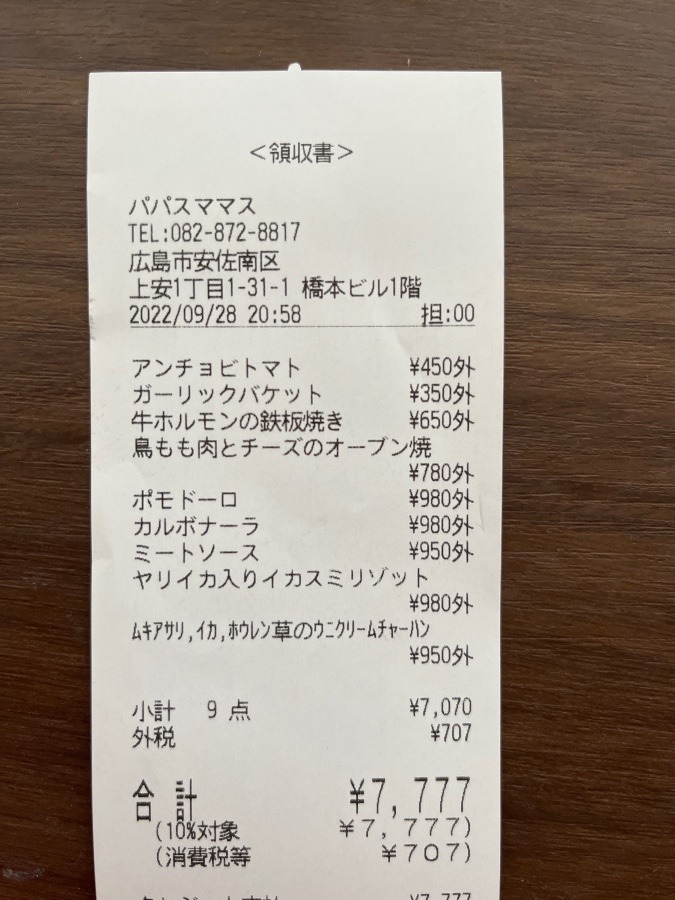 ＜領収書＞
パパスママス
TEL:082-872-8817
広島市安佐南区
上安1丁目1-31-1 橋本ビル1階
2022/09/28 20:58 担:00
アンチョビトマト ¥450外
ガーリックバケット ¥350外
牛ホルモンの鉄板焼き ¥650外
鳥もも肉とチーズのオーブン焼
¥780外
ポモドーロ ¥980外
カルボナーラ ¥980外
ミートソース ¥950外
ヤリイカ入りイカスミリゾット
¥980外
ﾑｷｱｻﾘ,ｲｶ,ﾎｳﾚﾝ草のｳﾆｸﾘｰﾑﾁｬｰﾊﾝ
¥950外
小計 9 点 ¥7,070
外税 ¥707
合 計 ¥7,777
(10%対象 ¥7,777)
(消費税等 ¥707)
¥7,777